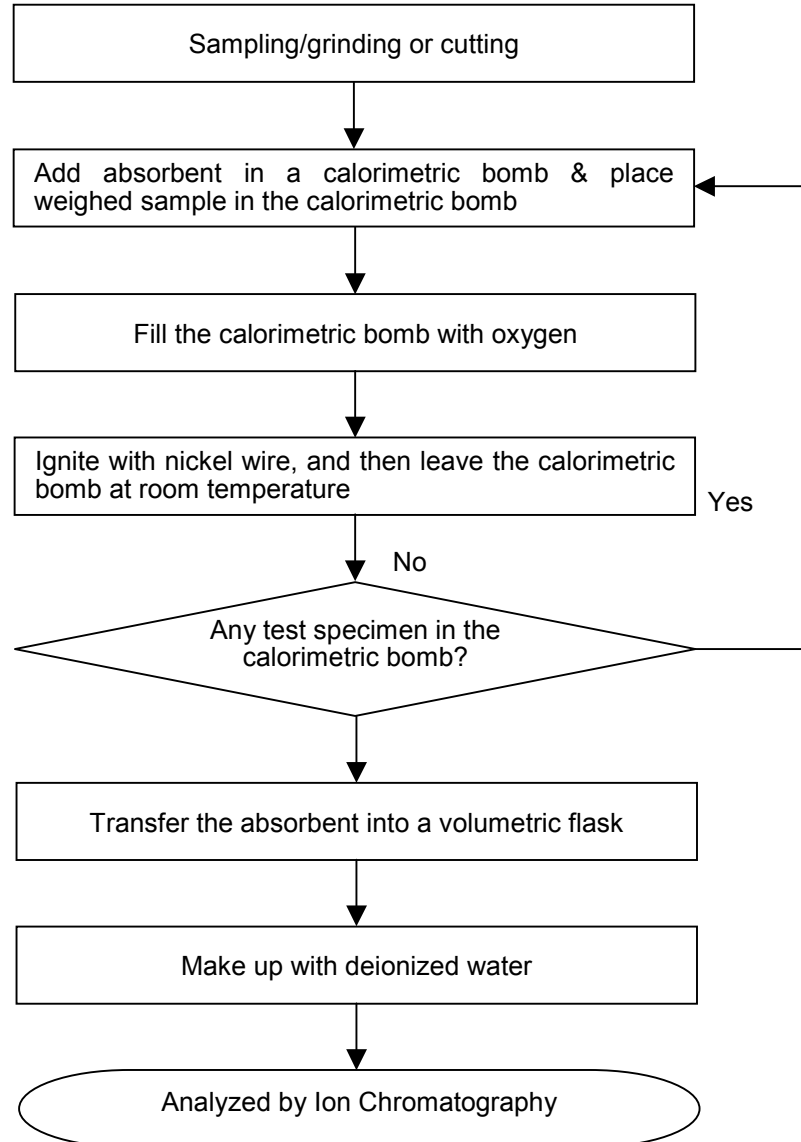 Sampling/grinding or cutting
Add absorbent in a calorimetric bomb & place
weighed sample in the calorimetric bomb
Fill the calorimetric bomb with oxygen
Ignite with nickel wire, and then leave the calorimetric
bomb at room temperature
Yes
No
Any test specimen in the
calorimetric bomb?
Transfer the absorbent into a volumetric flask
Make up with deionized water
Analyzed by Ion Chromatography